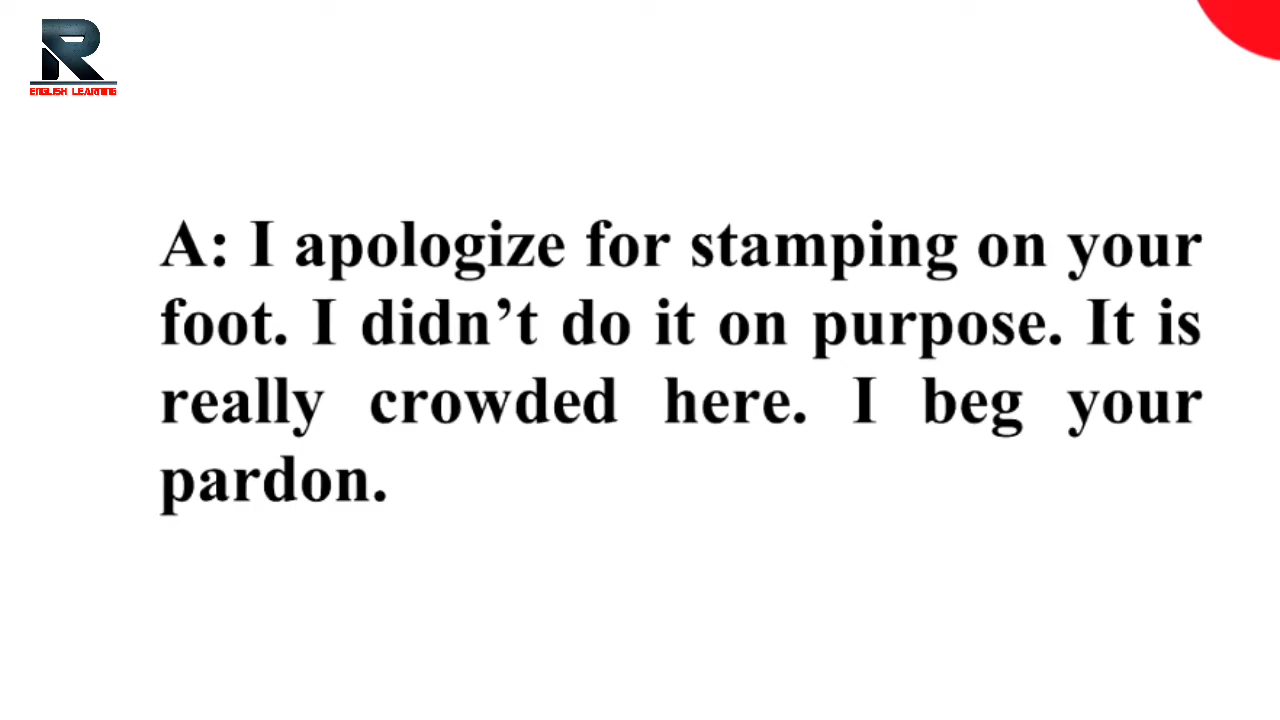 R
ENGLISH LEARNING
A: I apologize for stamping on your
foot. I didn’t do it on purpose. It is
really crowded here. I beg your
pardon.